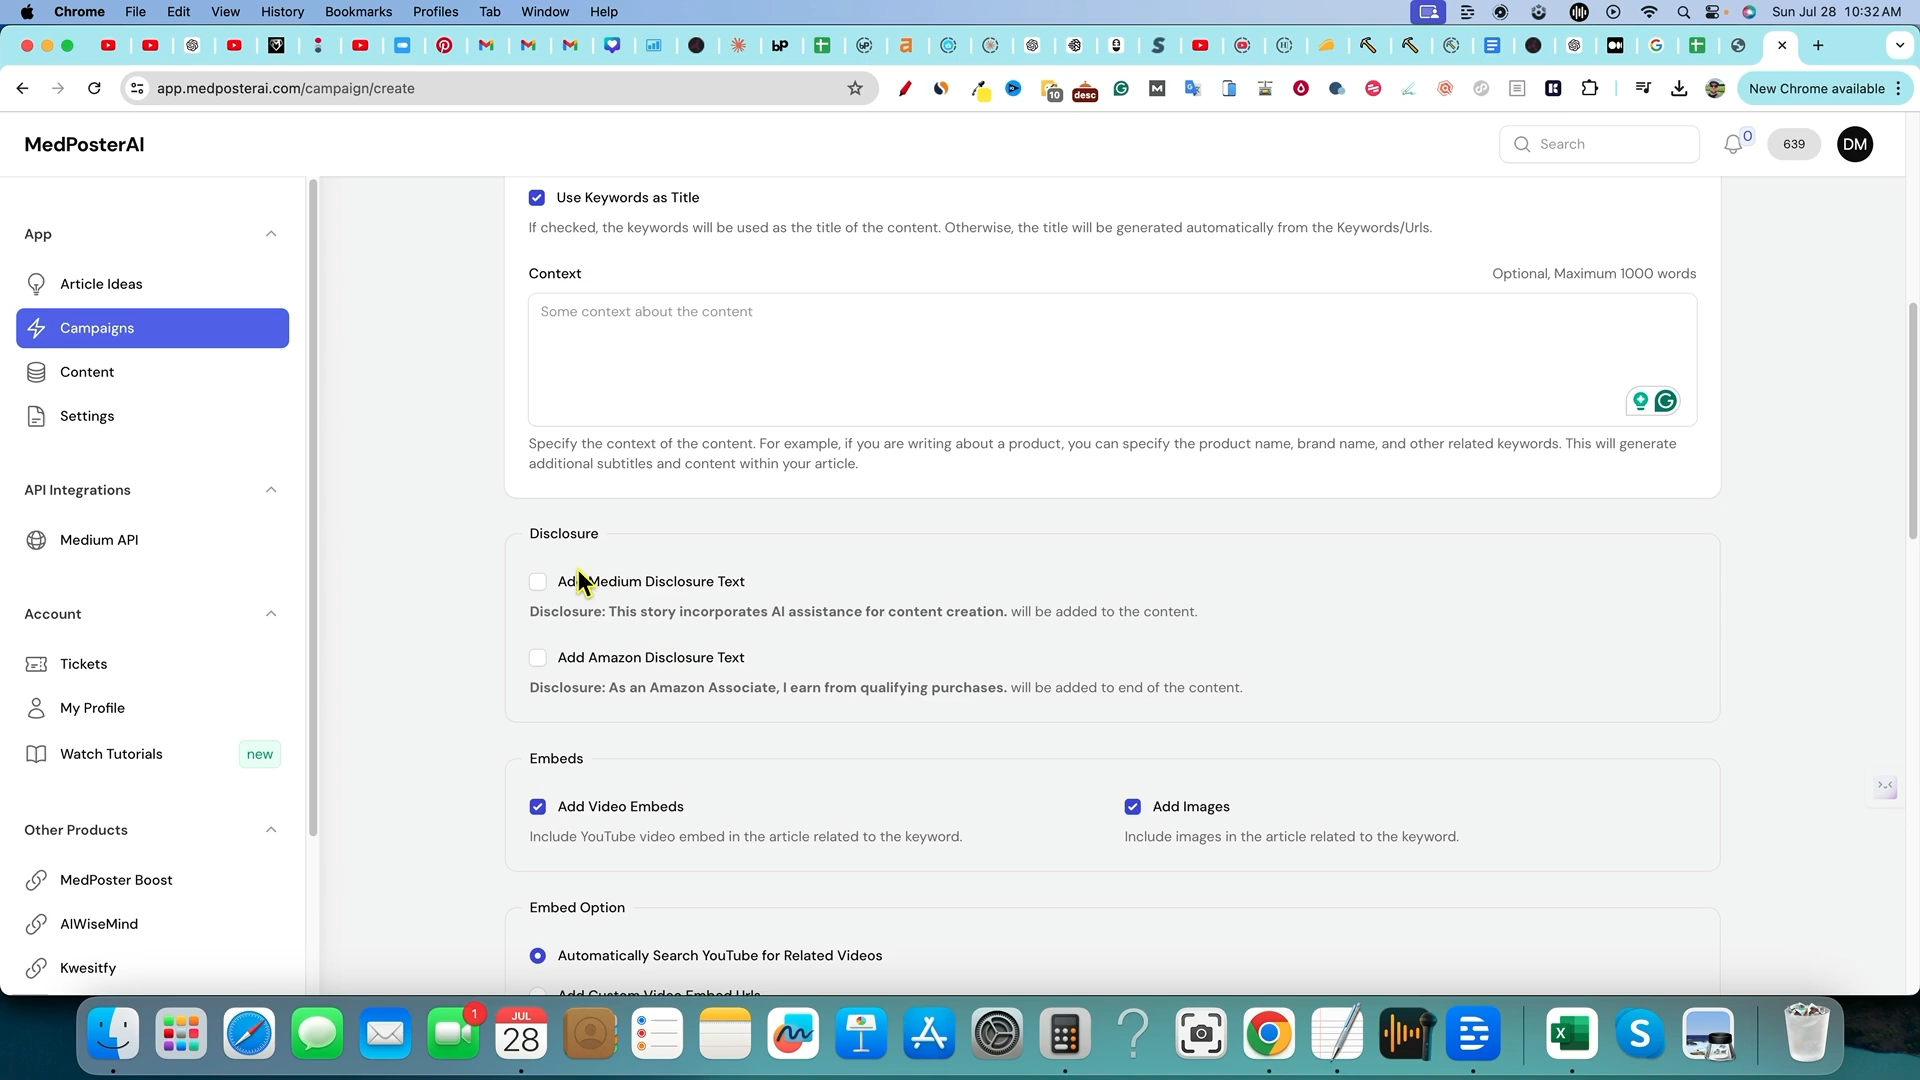 Chrome File Edit View History Bookmarks Profiles Tab Window Help
Sun Jul 28 10:32 AM
app.medposterai.com/campaign/create
10
desc
New Chrome available
MedPosterAI
Search
0
639
DM
App
Article Ideas
Campaigns
Content
Settings
API Integrations
Medium API
Account
Tickets
My Profile
Watch Tutorials new
Other Products
MedPoster Boost
AIWiseMind
Kwesitfy
Use Keywords as Title
If checked, the keywords will be used as the title of the content. Otherwise, the title will be generated automatically from the Keywords/Urls.
Context Optional, Maximum 1000 words
Some context about the content
Specify the context of the content. For example, if you are writing about a product, you can specify the product name, brand name, and other related keywords. This will generate
additional subtitles and content within your article.
Disclosure
Add Medium Disclosure Text
Disclosure: This story incorporates AI assistance for content creation. will be added to the content.
Add Amazon Disclosure Text
Disclosure: As an Amazon Associate, I earn from qualifying purchases. will be added to end of the content.
Embeds
Add Video Embeds Add Images
Include YouTube video embed in the article related to the keyword. Include images in the article related to the keyword.
Embed Option
Automatically Search YouTube for Related Videos
Add Custom Video Embed Urls
1
JUL
28